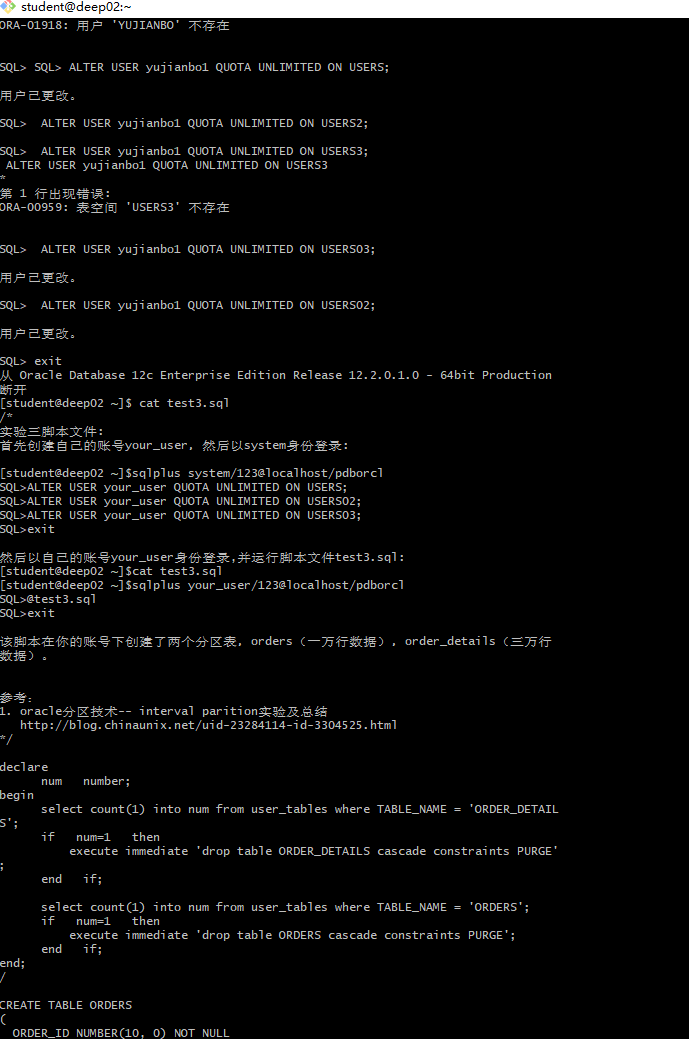 student@deep02:~
ORA-01918: 用户 'YUJIANBO' 不存在
SQL> SQL> ALTER USER yujianbo1 QUOTA UNLIMITED ON USERS;
用户已更改。
SQL>  ALTER USER yujianbo1 QUOTA UNLIMITED ON USERS2;
SQL>  ALTER USER yujianbo1 QUOTA UNLIMITED ON USERS3;
 ALTER USER yujianbo1 QUOTA UNLIMITED ON USERS3
*
第 1 行出现错误:
ORA-00959: 表空间 'USERS3' 不存在
SQL>  ALTER USER yujianbo1 QUOTA UNLIMITED ON USERS03;
用户已更改。
SQL>  ALTER USER yujianbo1 QUOTA UNLIMITED ON USERS02;
用户已更改。
SQL> exit
从 Oracle Database 12c Enterprise Edition Release 12.2.0.1.0 - 64bit Production
断开
[student@deep02 ~]$ cat test3.sql
/*
实验三脚本文件:
首先创建自己的账号your_user, 然后以system身份登录:
[student@deep02 ~]$sqlplus system/123@localhost/pdborcl
SQL>ALTER USER your_user QUOTA UNLIMITED ON USERS;
SQL>ALTER USER your_user QUOTA UNLIMITED ON USERS02;
SQL>ALTER USER your_user QUOTA UNLIMITED ON USERS03;
SQL>exit
然后以自己的账号your_user身份登录,并运行脚本文件test3.sql:
[student@deep02 ~]$cat test3.sql
[student@deep02 ~]$sqlplus your_user/123@localhost/pdborcl
SQL>@test3.sql
SQL>exit
该脚本在你的账号下创建了两个分区表, orders（一万行数据）, order_details（三万行
数据）。
参考:
1. oracle分区技术-- interval parition实验及总结
   http://blog.chinaunix.net/uid-23284114-id-3304525.html
*/
declare
      num   number;
begin
      select count(1) into num from user_tables where TABLE_NAME = 'ORDER_DETAIL
S';
      if   num=1   then
          execute immediate 'drop table ORDER_DETAILS cascade constraints PURGE'
;
      end   if;
      select count(1) into num from user_tables where TABLE_NAME = 'ORDERS';
      if   num=1   then
          execute immediate 'drop table ORDERS cascade constraints PURGE';
      end   if;
end;
/
CREATE TABLE ORDERS
(
  ORDER_ID NUMBER(10, 0) NOT NULL